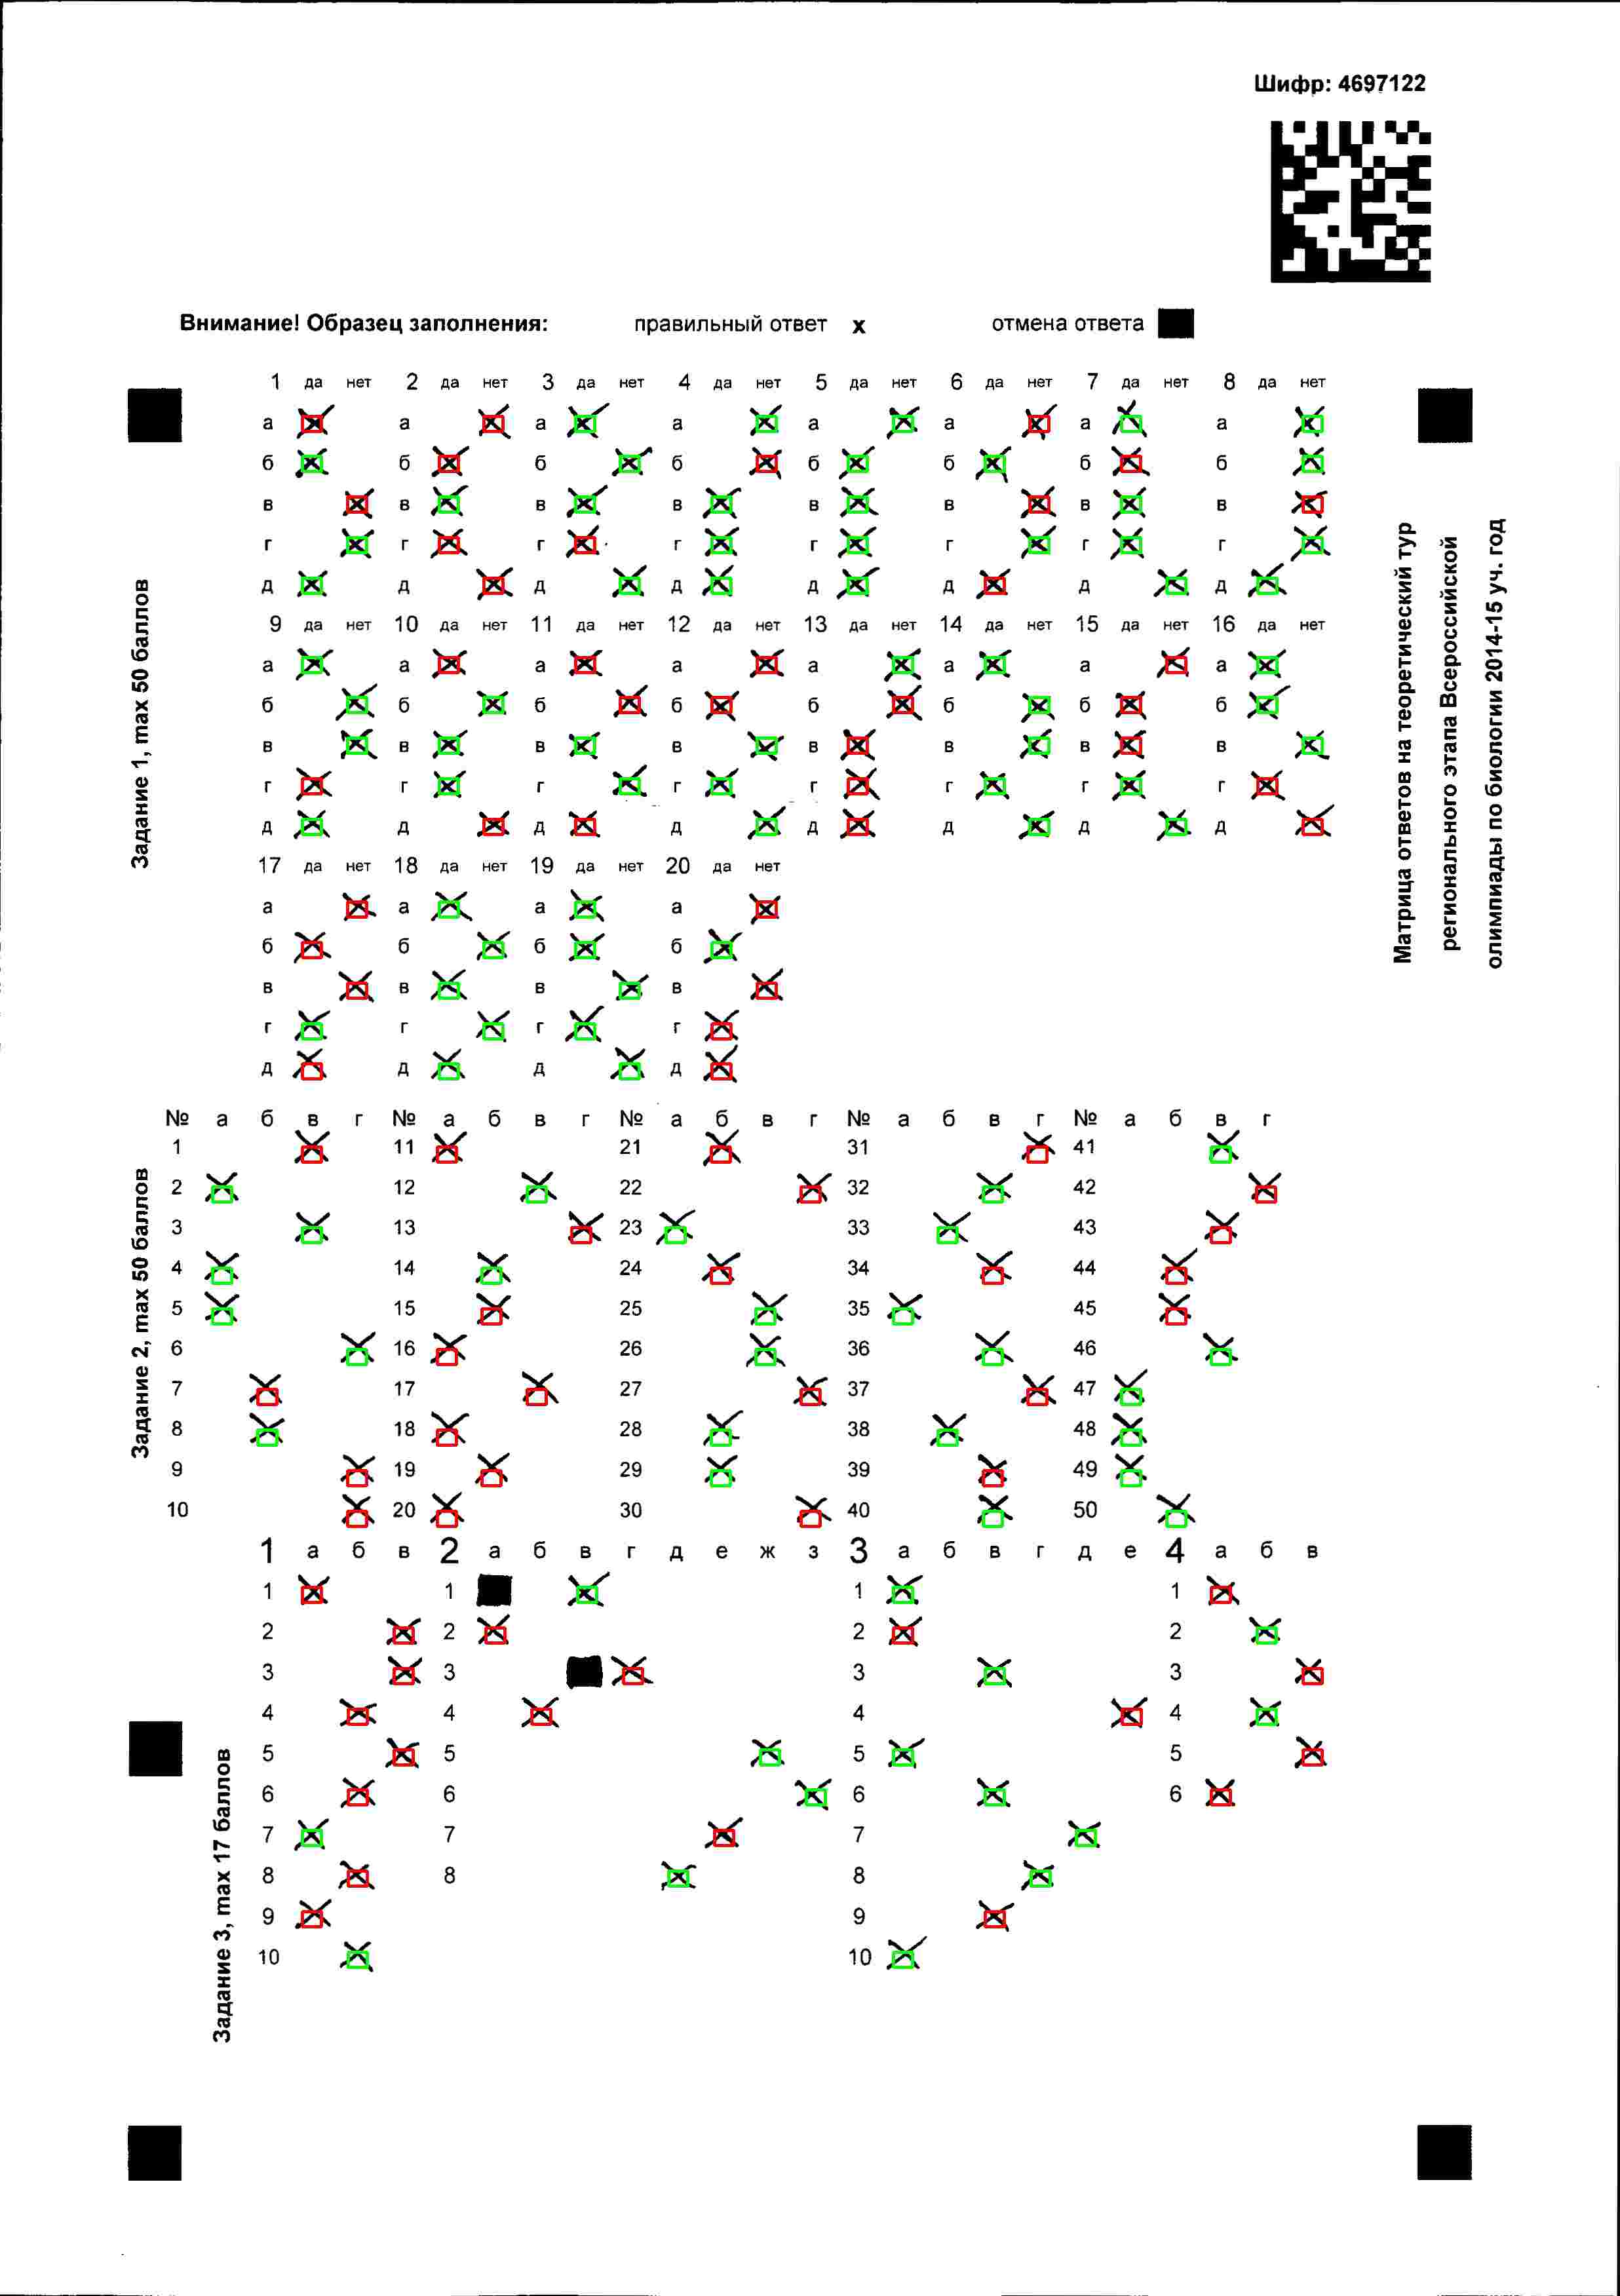 Шифр: 4697122
Внимание! Образец заполнения: правильный ответ x отмена ответа
Матрица ответов на теоретический тур
регионального этапа Всероссийской
олимпиады по биологии 2014-15 уч. год
Задание 1, max 50 баллов
1 да нет 2 да нет 3 да нет 4 да нет 5 да нет 6 да нет 7 да нет 8 да нет
а а а а а а а а
б б б б б б б б
в в в в в в в в
г г г г г г г г
д д д д д д д д
9 да нет 10 да нет 11 да нет 12 да нет 13 да нет 14 да нет 15 да нет 16 да нет
а а а а а а а а
б б б б б б б б
в в в в в в в в
г г г г г г г г
д д д д д д д д
17 да нет 18 да нет 19 да нет 20 да нет
а а а а
б б б б
в в в в
г г г г
д д д д
Задание 2, max 50 баллов
№ а б в г № а б в г № а б в г № а б в г № а б в г
1 11 21 31 41
2 12 22 32 42
3 13 23 33 43
4 14 24 34 44
5 15 25 35 45
6 16 26 36 46
7 17 27 37 47
8 18 28 38 48
9 19 29 39 49
10 20 30 40 50
Задание 3, max 17 баллов
1 а б в 2 а б в г д е ж з 3 а б в г д е 4 а б в
1 1 1 1
2 2 2 2
3 3 3 3
4 4 4 4
5 5 5 5
6 6 6 6
7 7 7
8 8 8
9 9
10 10